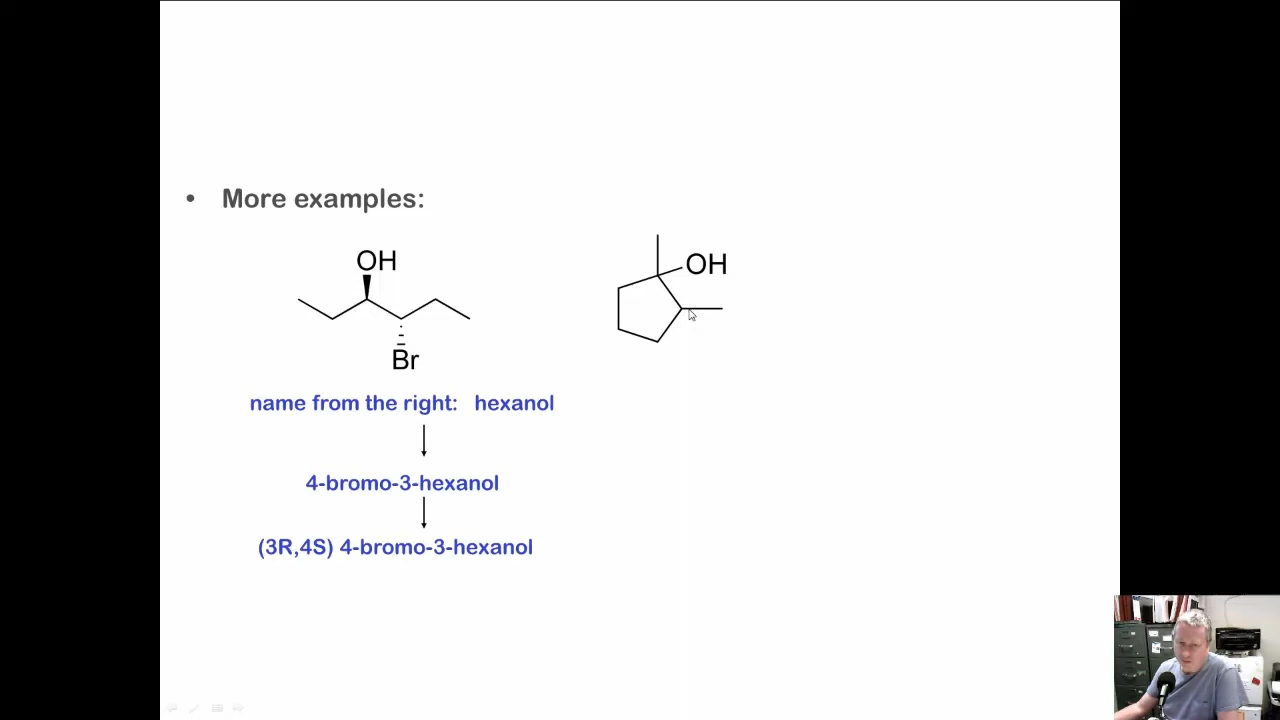 • More examples:
OH
Br
OH
name from the right: hexanol
4-bromo-3-hexanol
(3R,4S) 4-bromo-3-hexanol